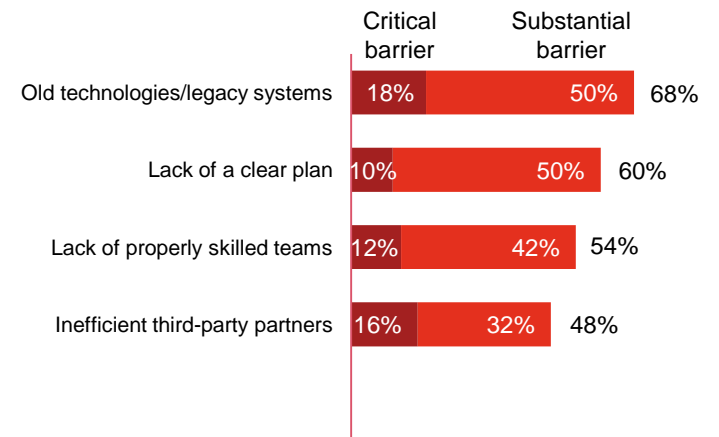 Critical
barrier
Substantial
barrier
Old technologies/legacy systems 18% 50% 68%
Lack of a clear plan 10% 50% 60%
Lack of properly skilled teams 12% 42% 54%
Inefficient third-party partners 16% 32% 48%